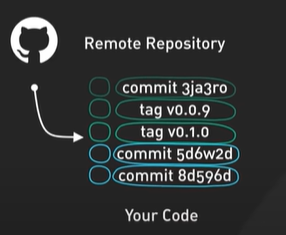 Remote Repository
commit 3ja3ro
tag v0.0.9
tag v0.1.0
commit 5d6w2d
commit 8d596d
Your Code